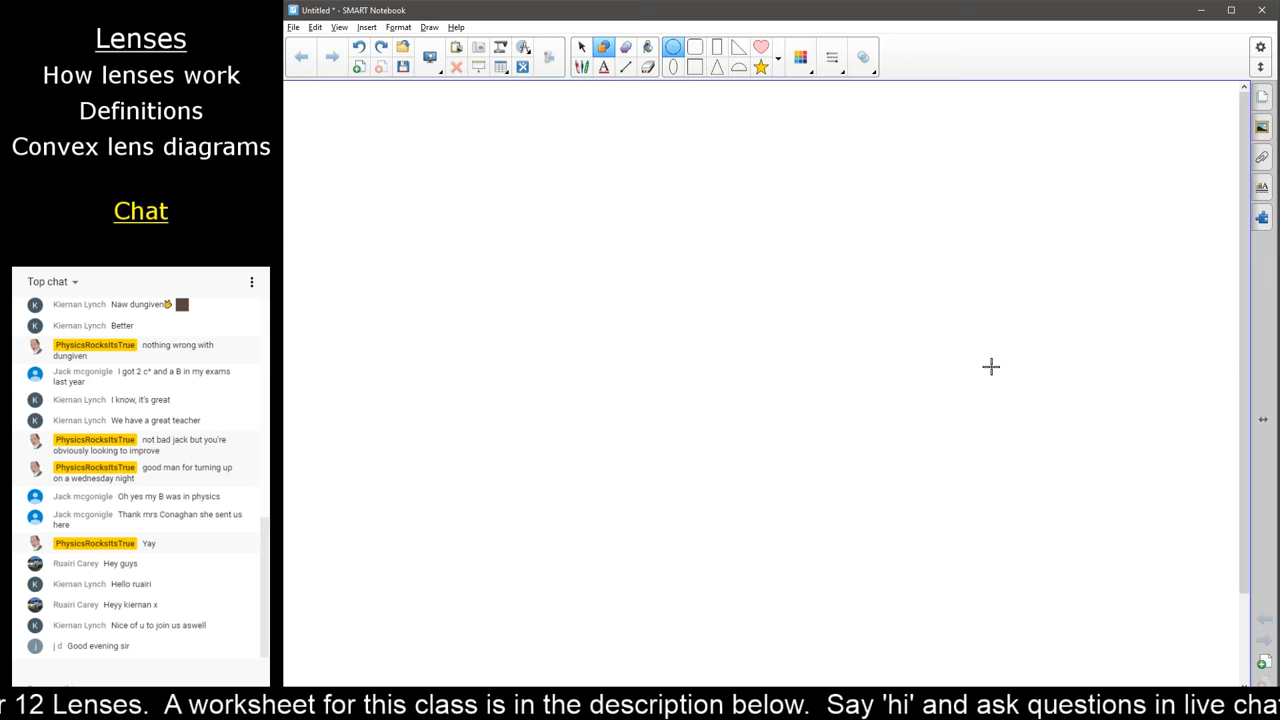 Untitled * - SMART Notebook
File Edit View Insert Format Draw Help
Lenses
How lenses work
Definitions
Convex lens diagrams
Chat
Top chat
Kiernan Lynch Naw dungiven
Kiernan Lynch Better
PhysicsRocksItsTrue nothing wrong with
dungiven
Jack mcgonigle I got 2 c* and a B in my exams
last year
Kiernan Lynch I know, it's great
Kiernan Lynch We have a great teacher
PhysicsRocksItsTrue not bad jack but you're
obviously looking to improve
PhysicsRocksItsTrue good man for turning up
on a wednesday night
Jack mcgonigle Oh yes my B was in physics
Jack mcgonigle Thank mrs Conaghan she sent us
here
PhysicsRocksItsTrue Yay
Ruairi Carey Hey guys
Kiernan Lynch Hello ruairi
Ruairi Carey Heyy kiernan x
Kiernan Lynch Nice of u to join us aswell
j d Good evening sir
r 12 Lenses. A worksheet for this class is in the description below. Say 'hi' and ask questions in live cha